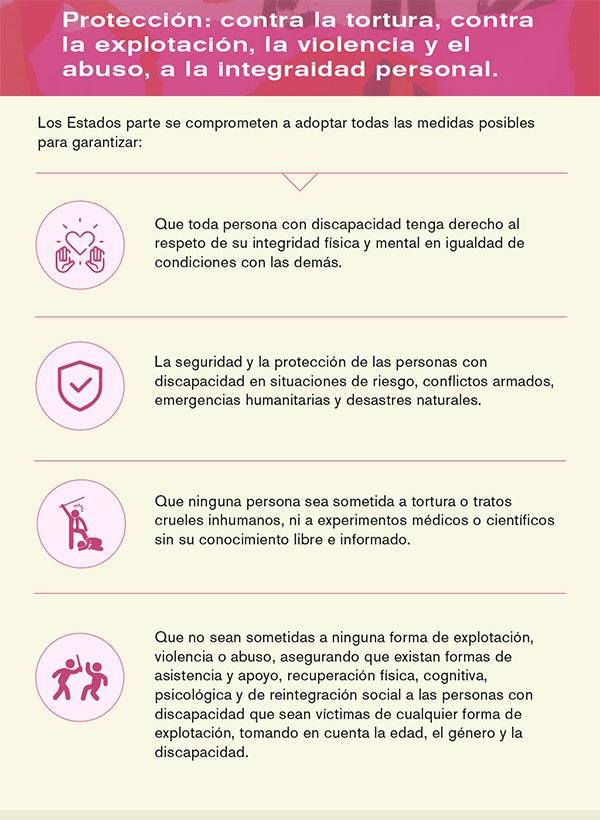 Protección: contra la tortura, contra
la explotación, la violencia y el
abuso, a la integraidad personal.
Los Estados parte se comprometen a adoptar todas las medidas posibles
para garantizar:
Que toda persona con discapacidad tenga derecho al
respeto de su integridad física y mental en igualdad de
condiciones con las demás.
La seguridad y la protección de las personas con
discapacidad en situaciones de riesgo, conflictos armados,
emergencias humanitarias y desastres naturales.
Que ninguna persona sea sometida a tortura o tratos
crueles inhumanos, ni a experimentos médicos o científicos
sin su conocimiento libre e informado.
Que no sean sometidas a ninguna forma de explotación,
violencia o abuso, asegurando que existan formas de
asistencia y apoyo, recuperación física, cognitiva,
psicológica y de reintegración social a las personas con
discapacidad que sean víctimas de cualquier forma de
explotación, tomando en cuenta la edad, el género y la
discapacidad.